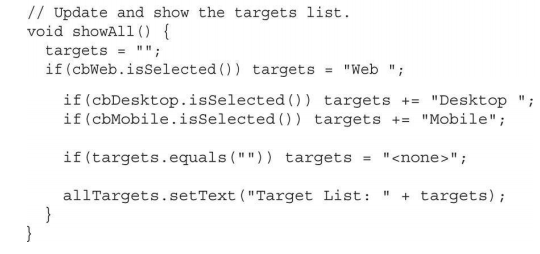 // Update and show the targets list.
void showAll() {
  targets = "";
  if(cbWeb.isSelected()) targets = "Web ";
    if(cbDesktop.isSelected()) targets += "Desktop ";
    if(cbMobile.isSelected()) targets += "Mobile";
    if(targets.equals("")) targets = "<none>";
    allTargets.setText("Target List: " + targets);
  }
}